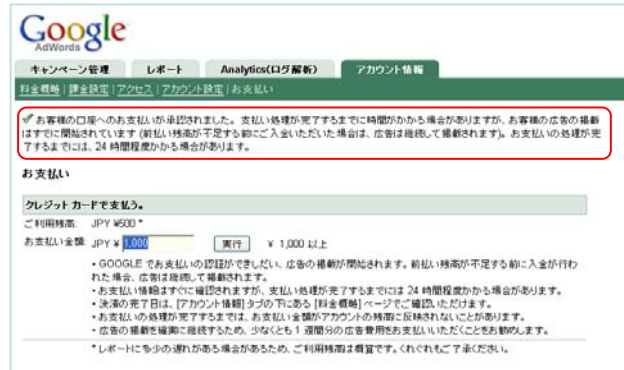 Google
AdWords
キャンペーン管理 レポート Analytics(ログ解析) アカウント情報
料金概略 | 課金設定 | アクセス | アカウント設定 | お支払い
お客様の口座へのお支払いが承認されました。支払い処理が完了するまでに時間がかかる場合がありますが、お客様の広告の掲載
はすでに開始されています (前払い残高が不足する前にご入金いただいた場合は、広告は継続して掲載されます)。お支払いの処理が完
了するまでには、24 時間程度かかる場合があります。
お支払い
クレジット カードで支払う。
ご利用残高: JPY ¥600 *
お支払い金額: JPY ¥ 1,000 実行 ¥ 1,000 以上
• GOOGLE でお支払いの認証ができしだい、広告の掲載が開始されます。前払い残高が不足する前に入金が行わ
れた場合、広告は継続して掲載されます。
• お支払い情報はすぐに確認されますが、支払い処理が完了するまでには 24 時間程度かかる場合があります。
• 決済の完了日は、[アカウント情報] タブの下にある [料金概略] ページでご確認いただけます。
• お支払いの処理が完了するまでは、お支払い金額がアカウントの残高に反映されないことがあります。
• 広告の掲載を確実に継続するため、少なくとも 1 週間分の広告費用をお支払いいただくことをお勧めします。
* レポートに多少の遅れがある場合があるため、ご利用残高は概算です。くれぐれもご了承ください。